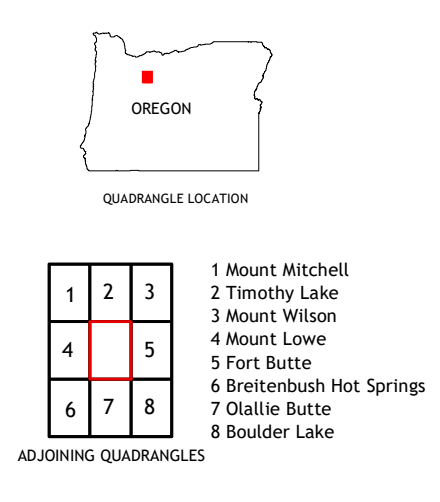 OREGON
QUADRANGLE LOCATION
1 2 3
4 5
6 7 8
ADJOINING QUADRANGLES
1 Mount Mitchell
2 Timothy Lake
3 Mount Wilson
4 Mount Lowe
5 Fort Butte
6 Breitenbush Hot Springs
7 Olallie Butte
8 Boulder Lake